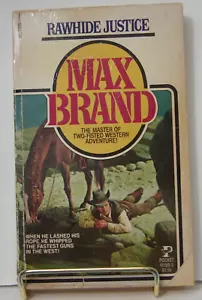 RAWHIDE JUSTICE
MAX
BRAND
THE MASTER OF
TWO-FISTED WESTERN
ADVENTURE!
WHEN HE LASHED HIS
ROPE HE WHIPPED
THE FASTEST GUNS
IN THE WEST!
POCKET